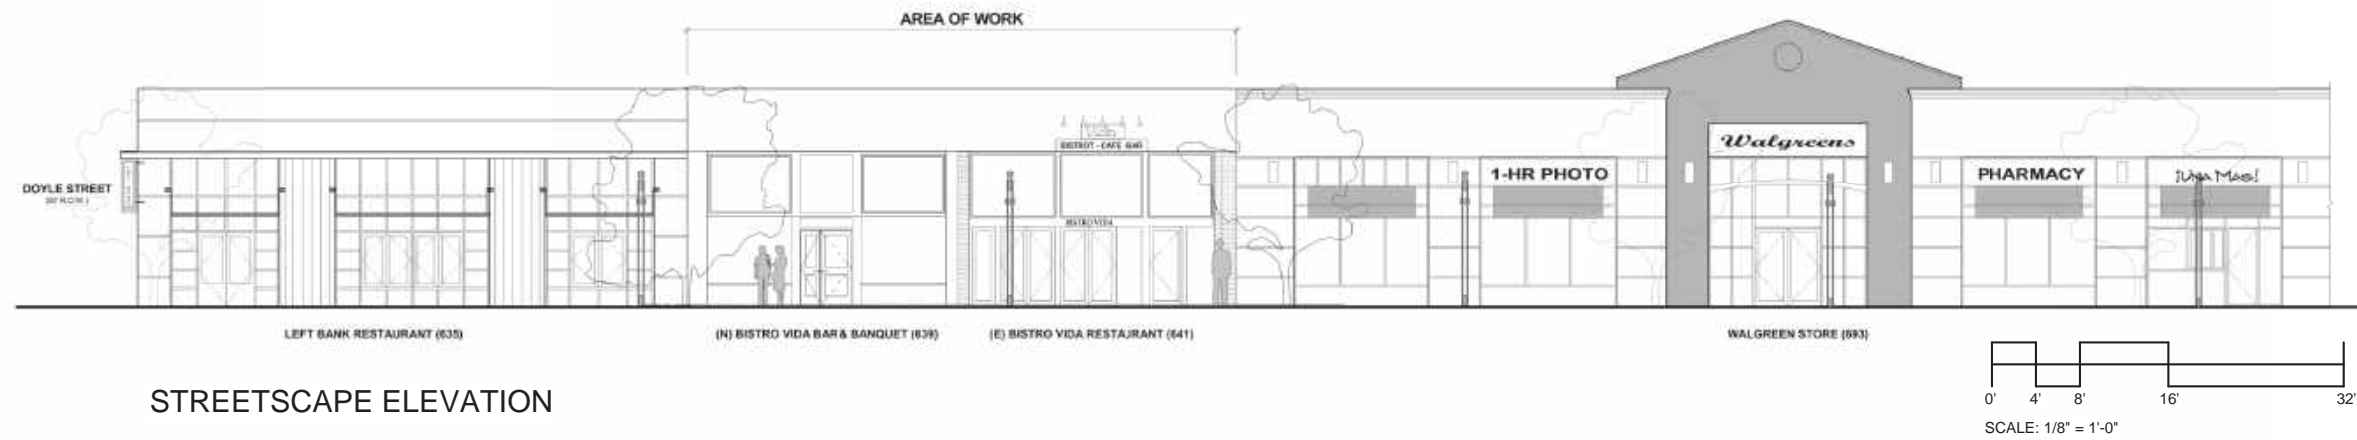 AREA OF WORK
Walgreens
BISTROT - CAFE BAR
1-HR PHOTO
PHARMACY
¡Una Mas!
DOYLE STREET
BISTRO VIDA
LEFT BANK RESTAURANT (635)
(N) BISTRO VIDA BAR & BANQUET (639)
(E) BISTRO VIDA RESTAURANT (641)
WALGREEN STORE (693)
STREETSCAPE ELEVATION
0' 4' 8' 16' 32'
SCALE: 1/8" = 1'-0"